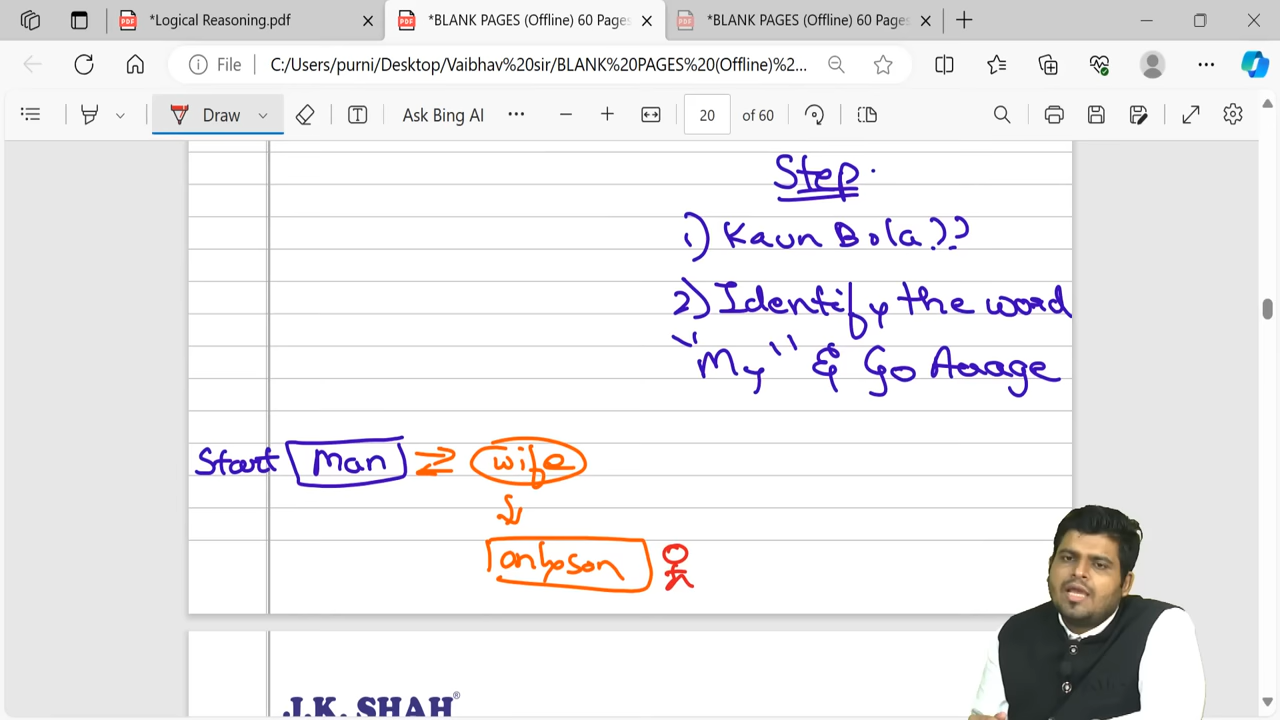 *Logical Reasoning.pdf
*BLANK PAGES (Offline) 60 Pages
*BLANK PAGES (Offline) 60 Pages
File
C:/Users/purni/Desktop/Vaibhav%20sir/BLANK%20PAGES%20(Offline)%2...
Draw
Ask Bing AI
20
of 60
Step.
1) Kaun Bola??
2) Identify the word
"My" & Go Aaage
Start Man ⇄ wife
only son
J.K. SHAH®